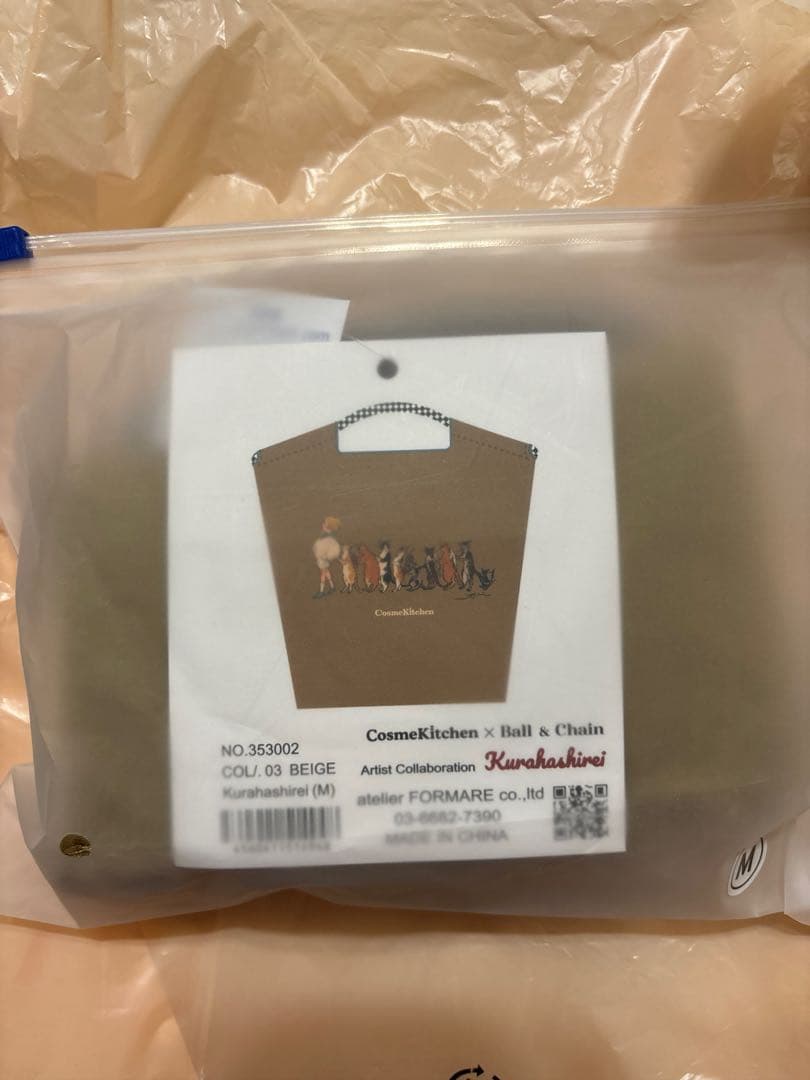 CosmeKitchen
CosmeKitchen × Ball & Chain
NO.353002
COL/. 03 BEIGE
Artist Collaboration Kurahashirei
Kurahashirei (M)
atelier FORMARE co.,ltd
03-6662-7390
MADE IN CHINA
M